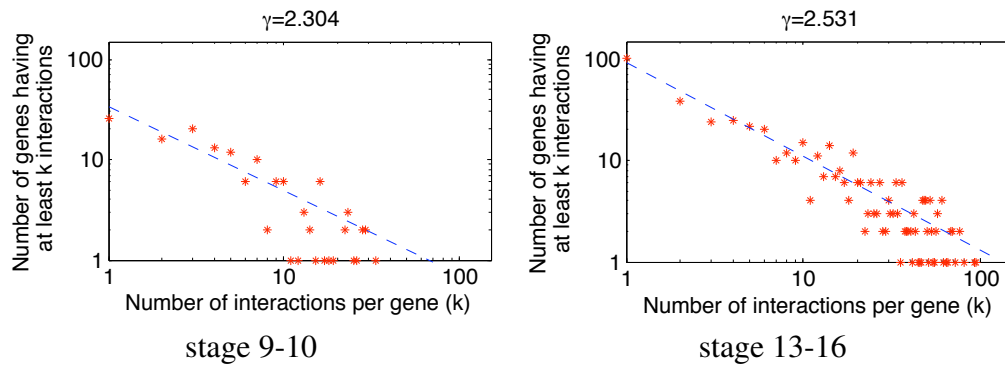 γ=2.304
Number of genes having
at least k interactions
100
10
1
1
10
100
Number of interactions per gene (k)
stage 9-10
γ=2.531
Number of genes having
at least k interactions
100
10
1
1
10
100
Number of interactions per gene (k)
stage 13-16